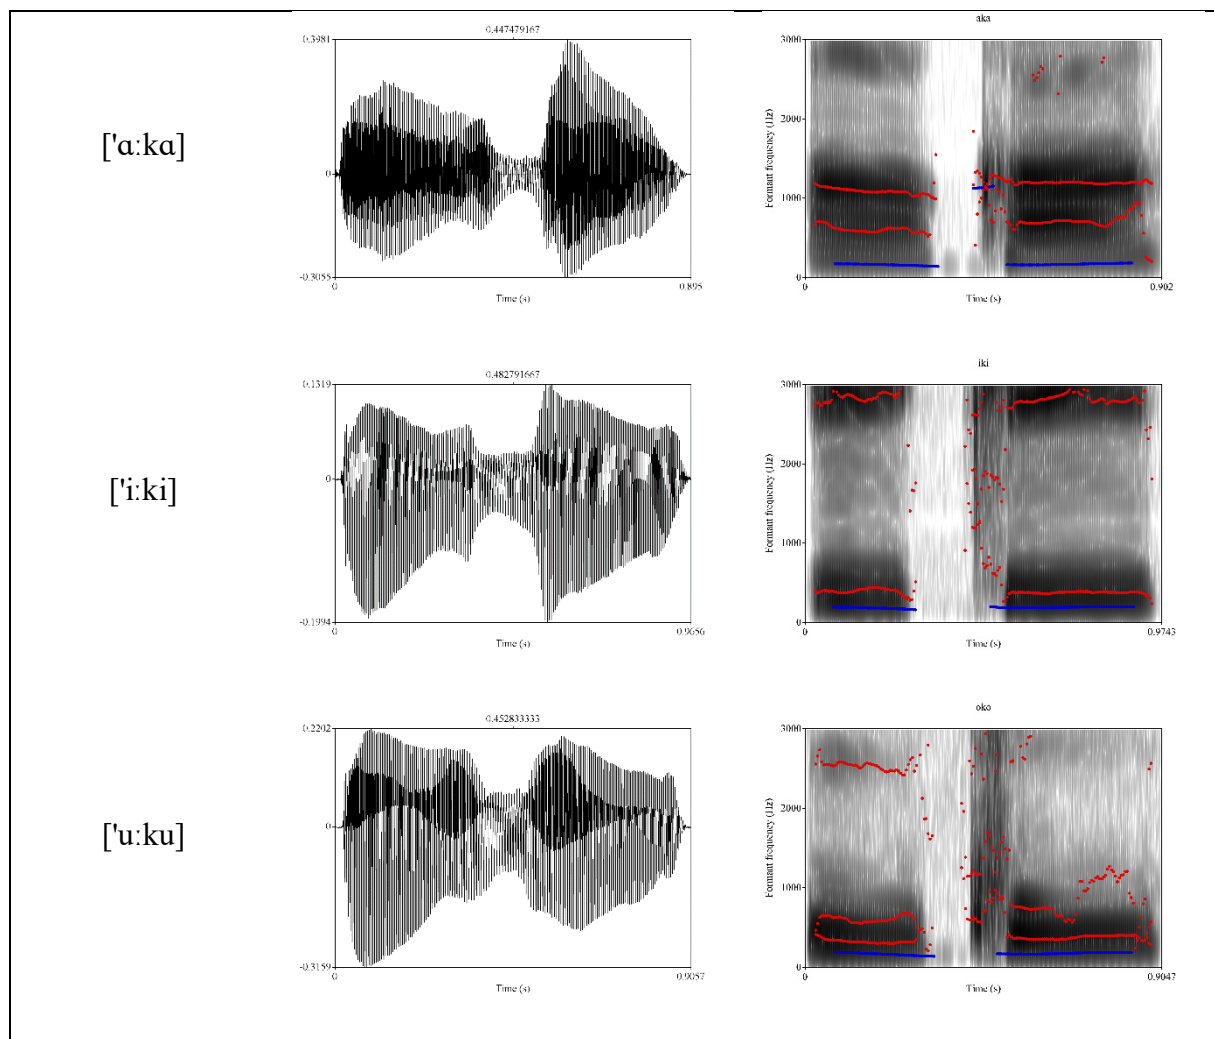 0.447479167
aka
0.3981
3000
2000
['ɑːkɑ]
Formant frequency (Hz)
0
1000
-0.3055
0
0
0.895
0
0.902
Time (s)
Time (s)
0.482791667
iki
0.1319
3000
2000
['iːki]
Formant frequency (Hz)
0
1000
-0.1994
0
0
0.9656
0
0.9743
Time (s)
Time (s)
0.452833333
oko
0.2202
3000
2000
['uːku]
Formant frequency (Hz)
0
1000
-0.3159
0
0
0.9057
0
0.9047
Time (s)
Time (s)